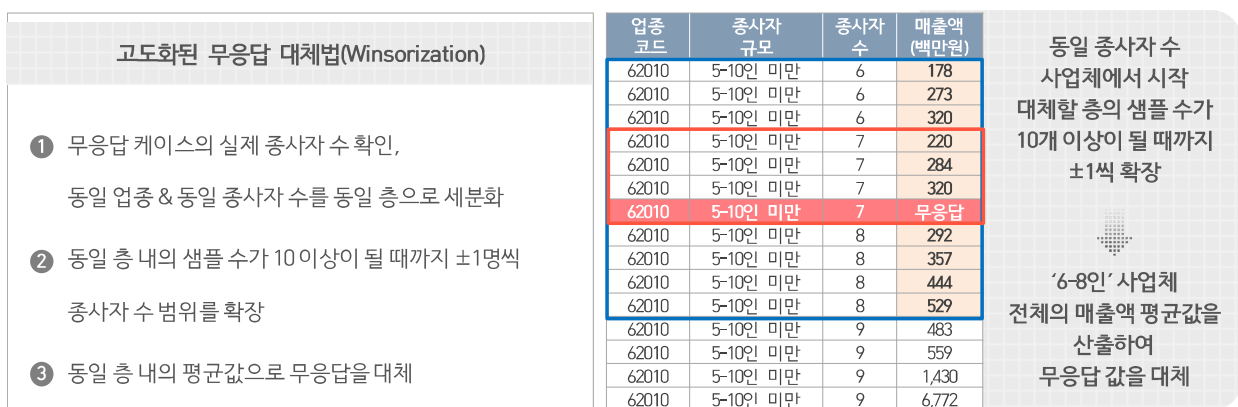 고도화된 무응답 대체법(Winsorization)
❶ 무응답 케이스의 실제 종사자 수 확인,
동일 업종 & 동일 종사자 수를 동일 층으로 세분화
❷ 동일 층 내의 샘플 수가 10 이상이 될 때까지 ±1명씩
종사자 수 범위를 확장
❸ 동일 층 내의 평균값으로 무응답을 대체
업종 코드 종사자 규모 종사자 수 매출액 (백만원)
62010 5-10인 미만 6 178
62010 5-10인 미만 6 273
62010 5-10인 미만 6 320
62010 5-10인 미만 7 220
62010 5-10인 미만 7 284
62010 5-10인 미만 7 320
62010 5-10인 미만 7 무응답
62010 5-10인 미만 8 292
62010 5-10인 미만 8 357
62010 5-10인 미만 8 444
62010 5-10인 미만 8 529
62010 5-10인 미만 9 483
62010 5-10인 미만 9 559
62010 5-10인 미만 9 1,430
62010 5-10인 미만 9 6,772
동일 종사자 수
사업체에서 시작
대체할 층의 샘플 수가
10개 이상이 될 때까지
±1씩 확장
‘6-8인’ 사업체
전체의 매출액 평균값을
산출하여
무응답 값을 대체